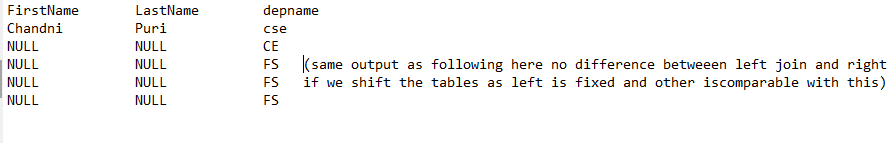 FirstName LastName depname
Chandni Puri cse
NULL NULL CE
NULL NULL FS (same output as following here no difference betweeen left join and right
NULL NULL FS if we shift the tables as left is fixed and other iscomparable with this)
NULL NULL FS